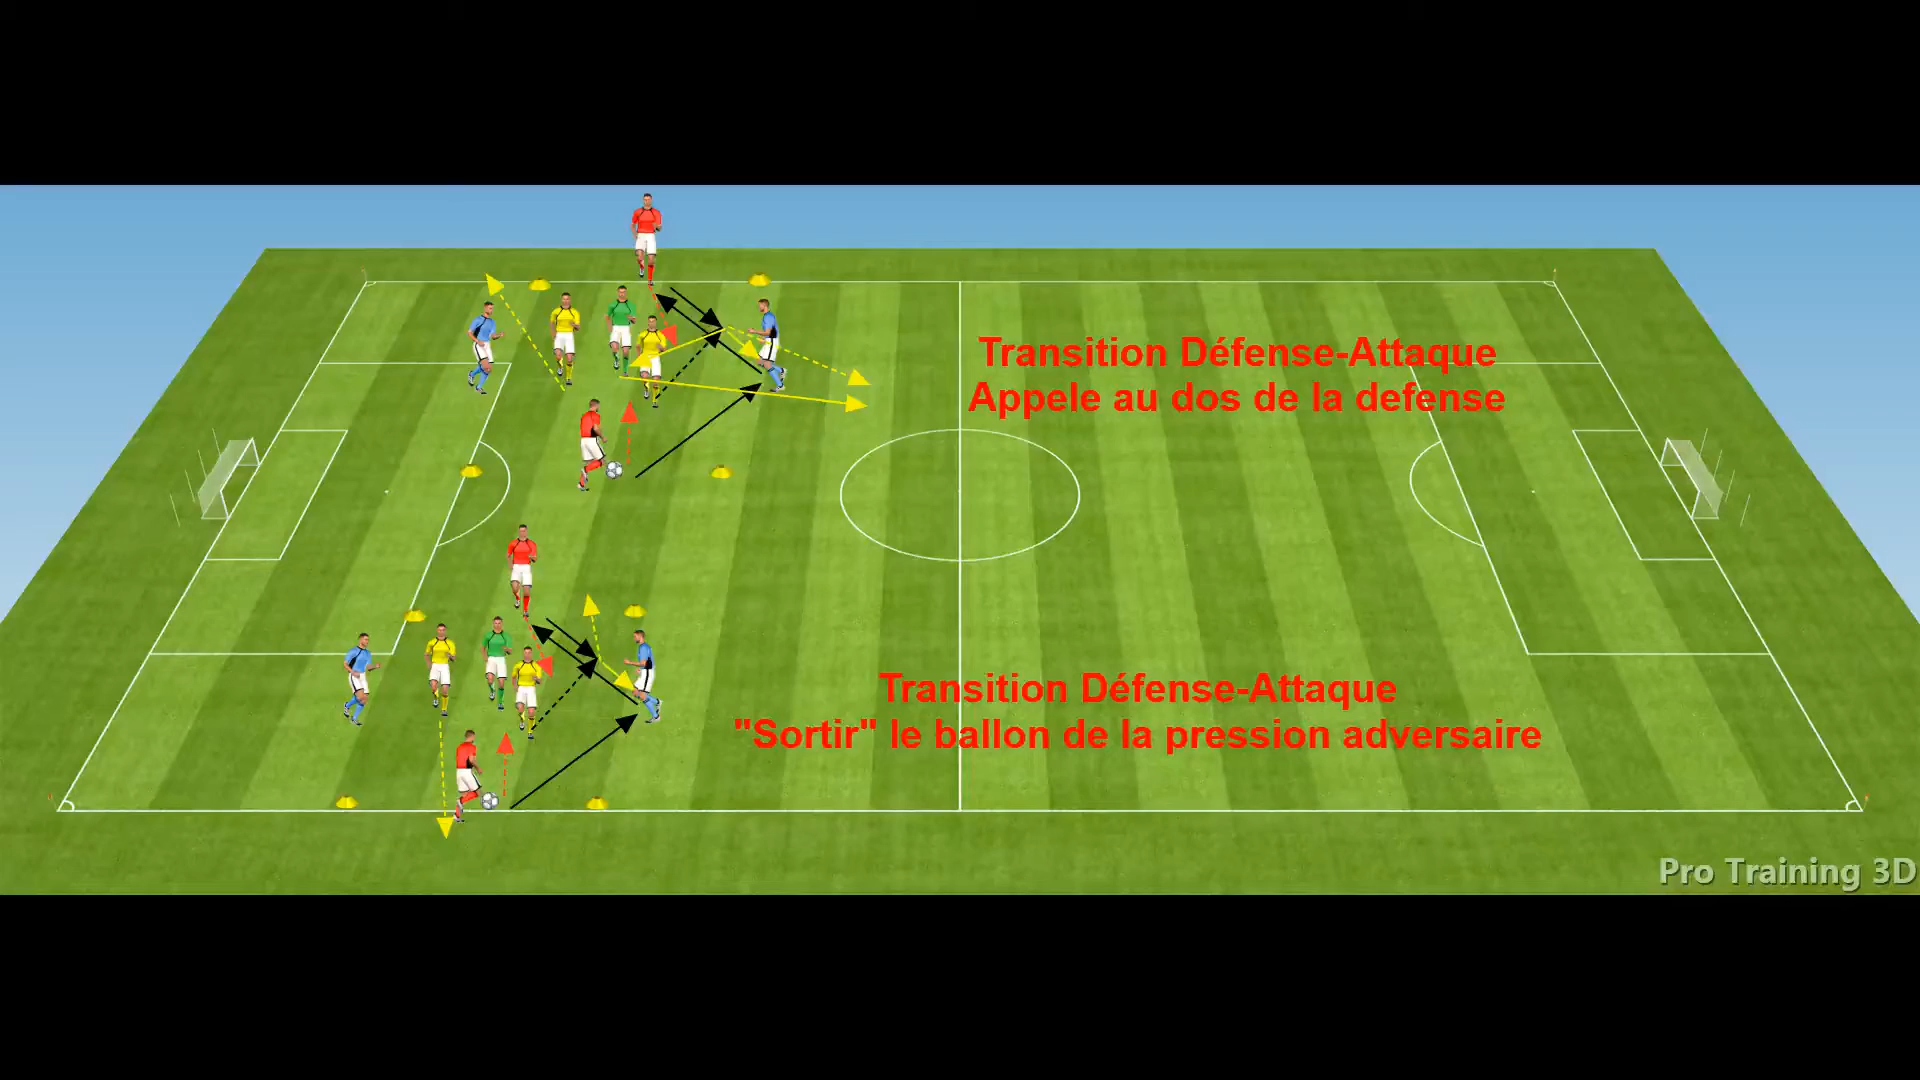 Transition Défense-Attaque
Appele au dos de la defense
Transition Défense-Attaque
"Sortir" le ballon de la pression adversaire
Pro Training 3D